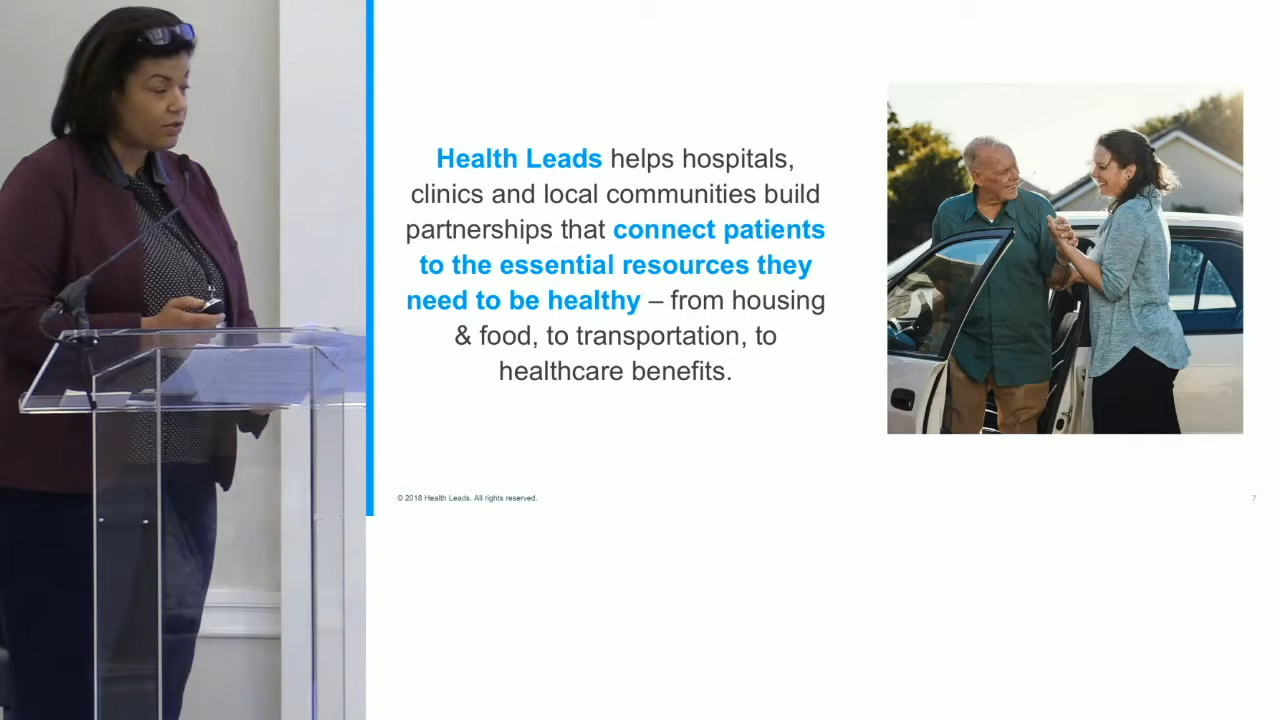 Health Leads helps hospitals,
clinics and local communities build
partnerships that connect patients
to the essential resources they
need to be healthy – from housing
& food, to transportation, to
healthcare benefits.
© 2018 Health Leads. All rights reserved.
7